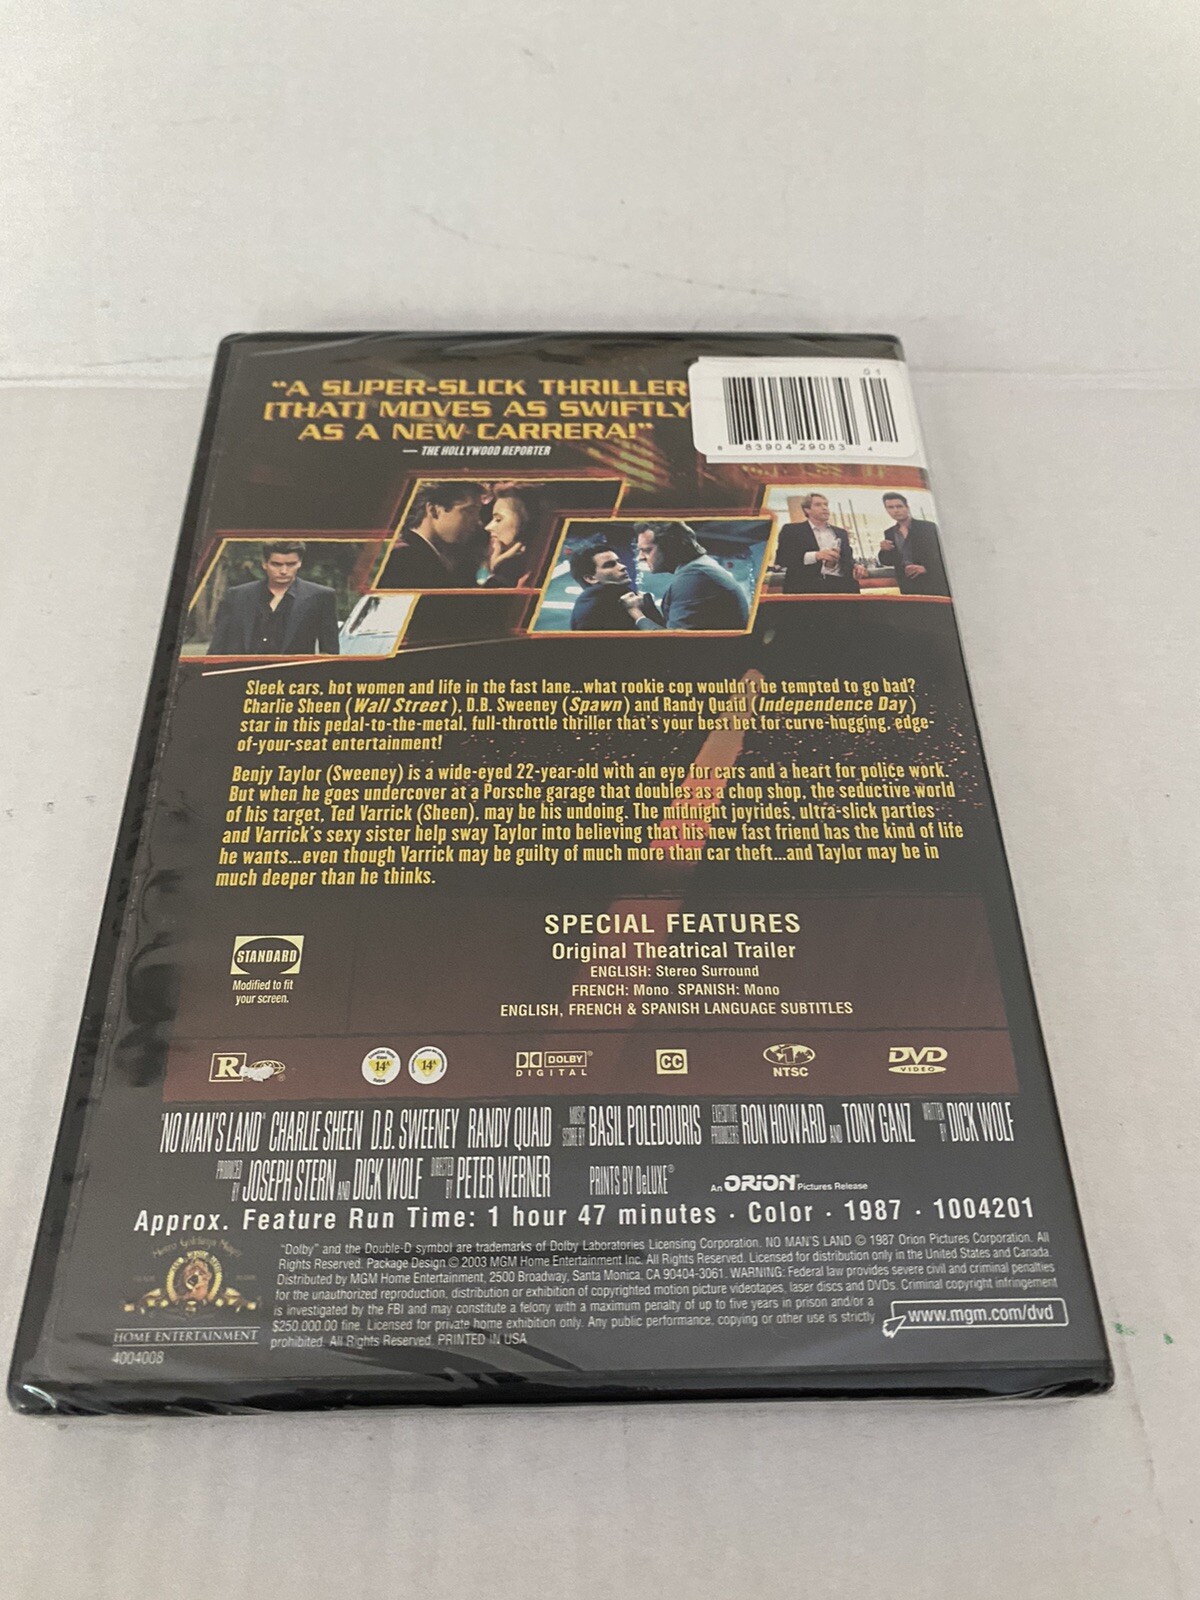 “A SUPER-SLICK THRILLER
[THAT] MOVES AS SWIFTLY
AS A NEW CARRERA!”
— THE HOLLYWOOD REPORTER
01
8 83904 29083 4
Sleek cars, hot women and life in the fast lane...what rookie cop wouldn't be tempted to go bad?
Charlie Sheen (Wall Street), D.B. Sweeney (Spawn) and Randy Quaid (Independence Day)
star in this pedal-to-the-metal, full-throttle thriller that's your best bet for curve-hugging, edge-
of-your-seat entertainment!
Benjy Taylor (Sweeney) is a wide-eyed 22-year-old with an eye for cars and a heart for police work.
But when he goes undercover at a Porsche garage that doubles as a chop shop, the seductive world
of his target, Ted Varrick (Sheen), may be his undoing. The midnight joyrides, ultra-slick parties
and Varrick's sexy sister help sway Taylor into believing that his new fast friend has the kind of life
he wants...even though Varrick may be guilty of much more than car theft...and Taylor may be in
much deeper than he thinks.
STANDARD
Modified to fit
your screen.
SPECIAL FEATURES
Original Theatrical Trailer
ENGLISH: Stereo Surround
FRENCH: Mono SPANISH: Mono
ENGLISH, FRENCH & SPANISH LANGUAGE SUBTITLES
R
14A
14A
DOLBY
DIGITAL
CC
1
NTSC
DVD
VIDEO
"NO MAN'S LAND" CHARLIE SHEEN D.B. SWEENEY RANDY QUAID MUSIC SCORE BY BASIL POLEDOURIS EXECUTIVE PRODUCERS RON HOWARD AND TONY GANZ WRITTEN BY DICK WOLF
PRODUCED BY JOSEPH STERN AND DICK WOLF DIRECTED BY PETER WERNER PRINTS BY DeLUXE® An ORION Pictures Release
Approx. Feature Run Time: 1 hour 47 minutes · Color · 1987 · 1004201
"Dolby" and the Double-D symbol are trademarks of Dolby Laboratories Licensing Corporation. NO MAN'S LAND © 1987 Orion Pictures Corporation. All
Rights Reserved. Package Design © 2003 MGM Home Entertainment Inc. All Rights Reserved. Licensed for distribution only in the United States and Canada.
Distributed by MGM Home Entertainment, 2500 Broadway, Santa Monica, CA 90404-3061. WARNING: Federal law provides severe civil and criminal penalties
for the unauthorized reproduction, distribution or exhibition of copyrighted motion picture videotapes, laser discs and DVDs. Criminal copyright infringement
is investigated by the FBI and may constitute a felony with a maximum penalty of up to five years in prison and/or a
$250,000.00 fine. Licensed for private home exhibition only. Any public performance, copying or other use is strictly
prohibited. All Rights Reserved. PRINTED IN USA
www.mgm.com/dvd
HOME ENTERTAINMENT
4004008